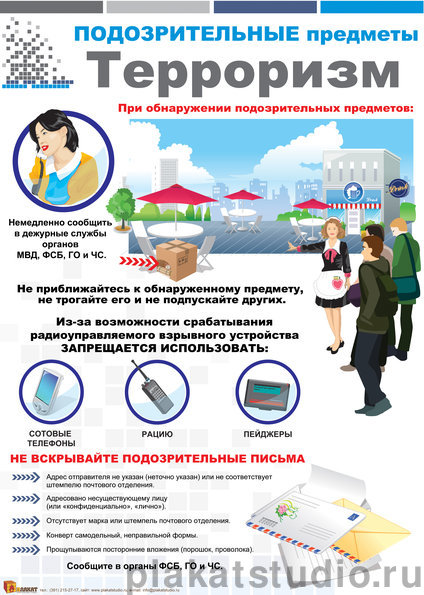 ПОДОЗРИТЕЛЬНЫЕ предметы
Терроризм
При обнаружении подозрительных предметов:
Немедленно сообщить
в дежурные службы
органов
МВД, ФСБ, ГО и ЧС.
Не приближайтесь к обнаруженному предмету,
не трогайте его и не подпускайте других.
Из-за возможности срабатывания
радиоуправляемого взрывного устройства
ЗАПРЕЩАЕТСЯ ИСПОЛЬЗОВАТЬ:
СОТОВЫЕ
ТЕЛЕФОНЫ
РАЦИЮ
ПЕЙДЖЕРЫ
НЕ ВСКРЫВАЙТЕ ПОДОЗРИТЕЛЬНЫЕ ПИСЬМА
Адрес отправителя не указан (неточно указан) или не соответствует
штемпелю почтового отделения.
Адресовано несуществующему лицу
(или «конфиденциально», «лично»).
Отсутствует марка или штемпель почтового отделения.
Конверт самодельный, неправильной формы.
Прощупываются посторонние вложения (порошок, проволока).
Сообщите в органы ФСБ, ГО и ЧС.
plakatstudio.ru